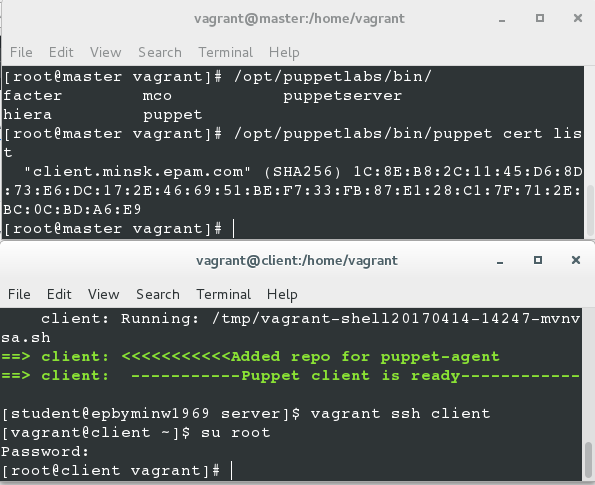 vagrant@master:/home/vagrant
File Edit View Search Terminal Help
[root@master vagrant]# /opt/puppetlabs/bin/
facter mco puppetserver
hiera puppet
[root@master vagrant]# /opt/puppetlabs/bin/puppet cert lis
t
"client.minsk.epam.com" (SHA256) 1C:8E:B8:2C:11:45:D6:8D
:73:E6:DC:17:2E:46:69:51:BE:F7:33:FB:87:E1:28:C1:7F:71:2E:
BC:0C:BD:A6:E9
[root@master vagrant]#
vagrant@client:/home/vagrant
File Edit View Search Terminal Help
client: Running: /tmp/vagrant-shell20170414-14247-mvnv
sa.sh
==> client: <<<<<<<<<<<Added repo for puppet-agent
==> client: -----------Puppet client is ready------------
[student@epbyminw1969 server]$ vagrant ssh client
[vagrant@client ~]$ su root
Password:
[root@client vagrant]#